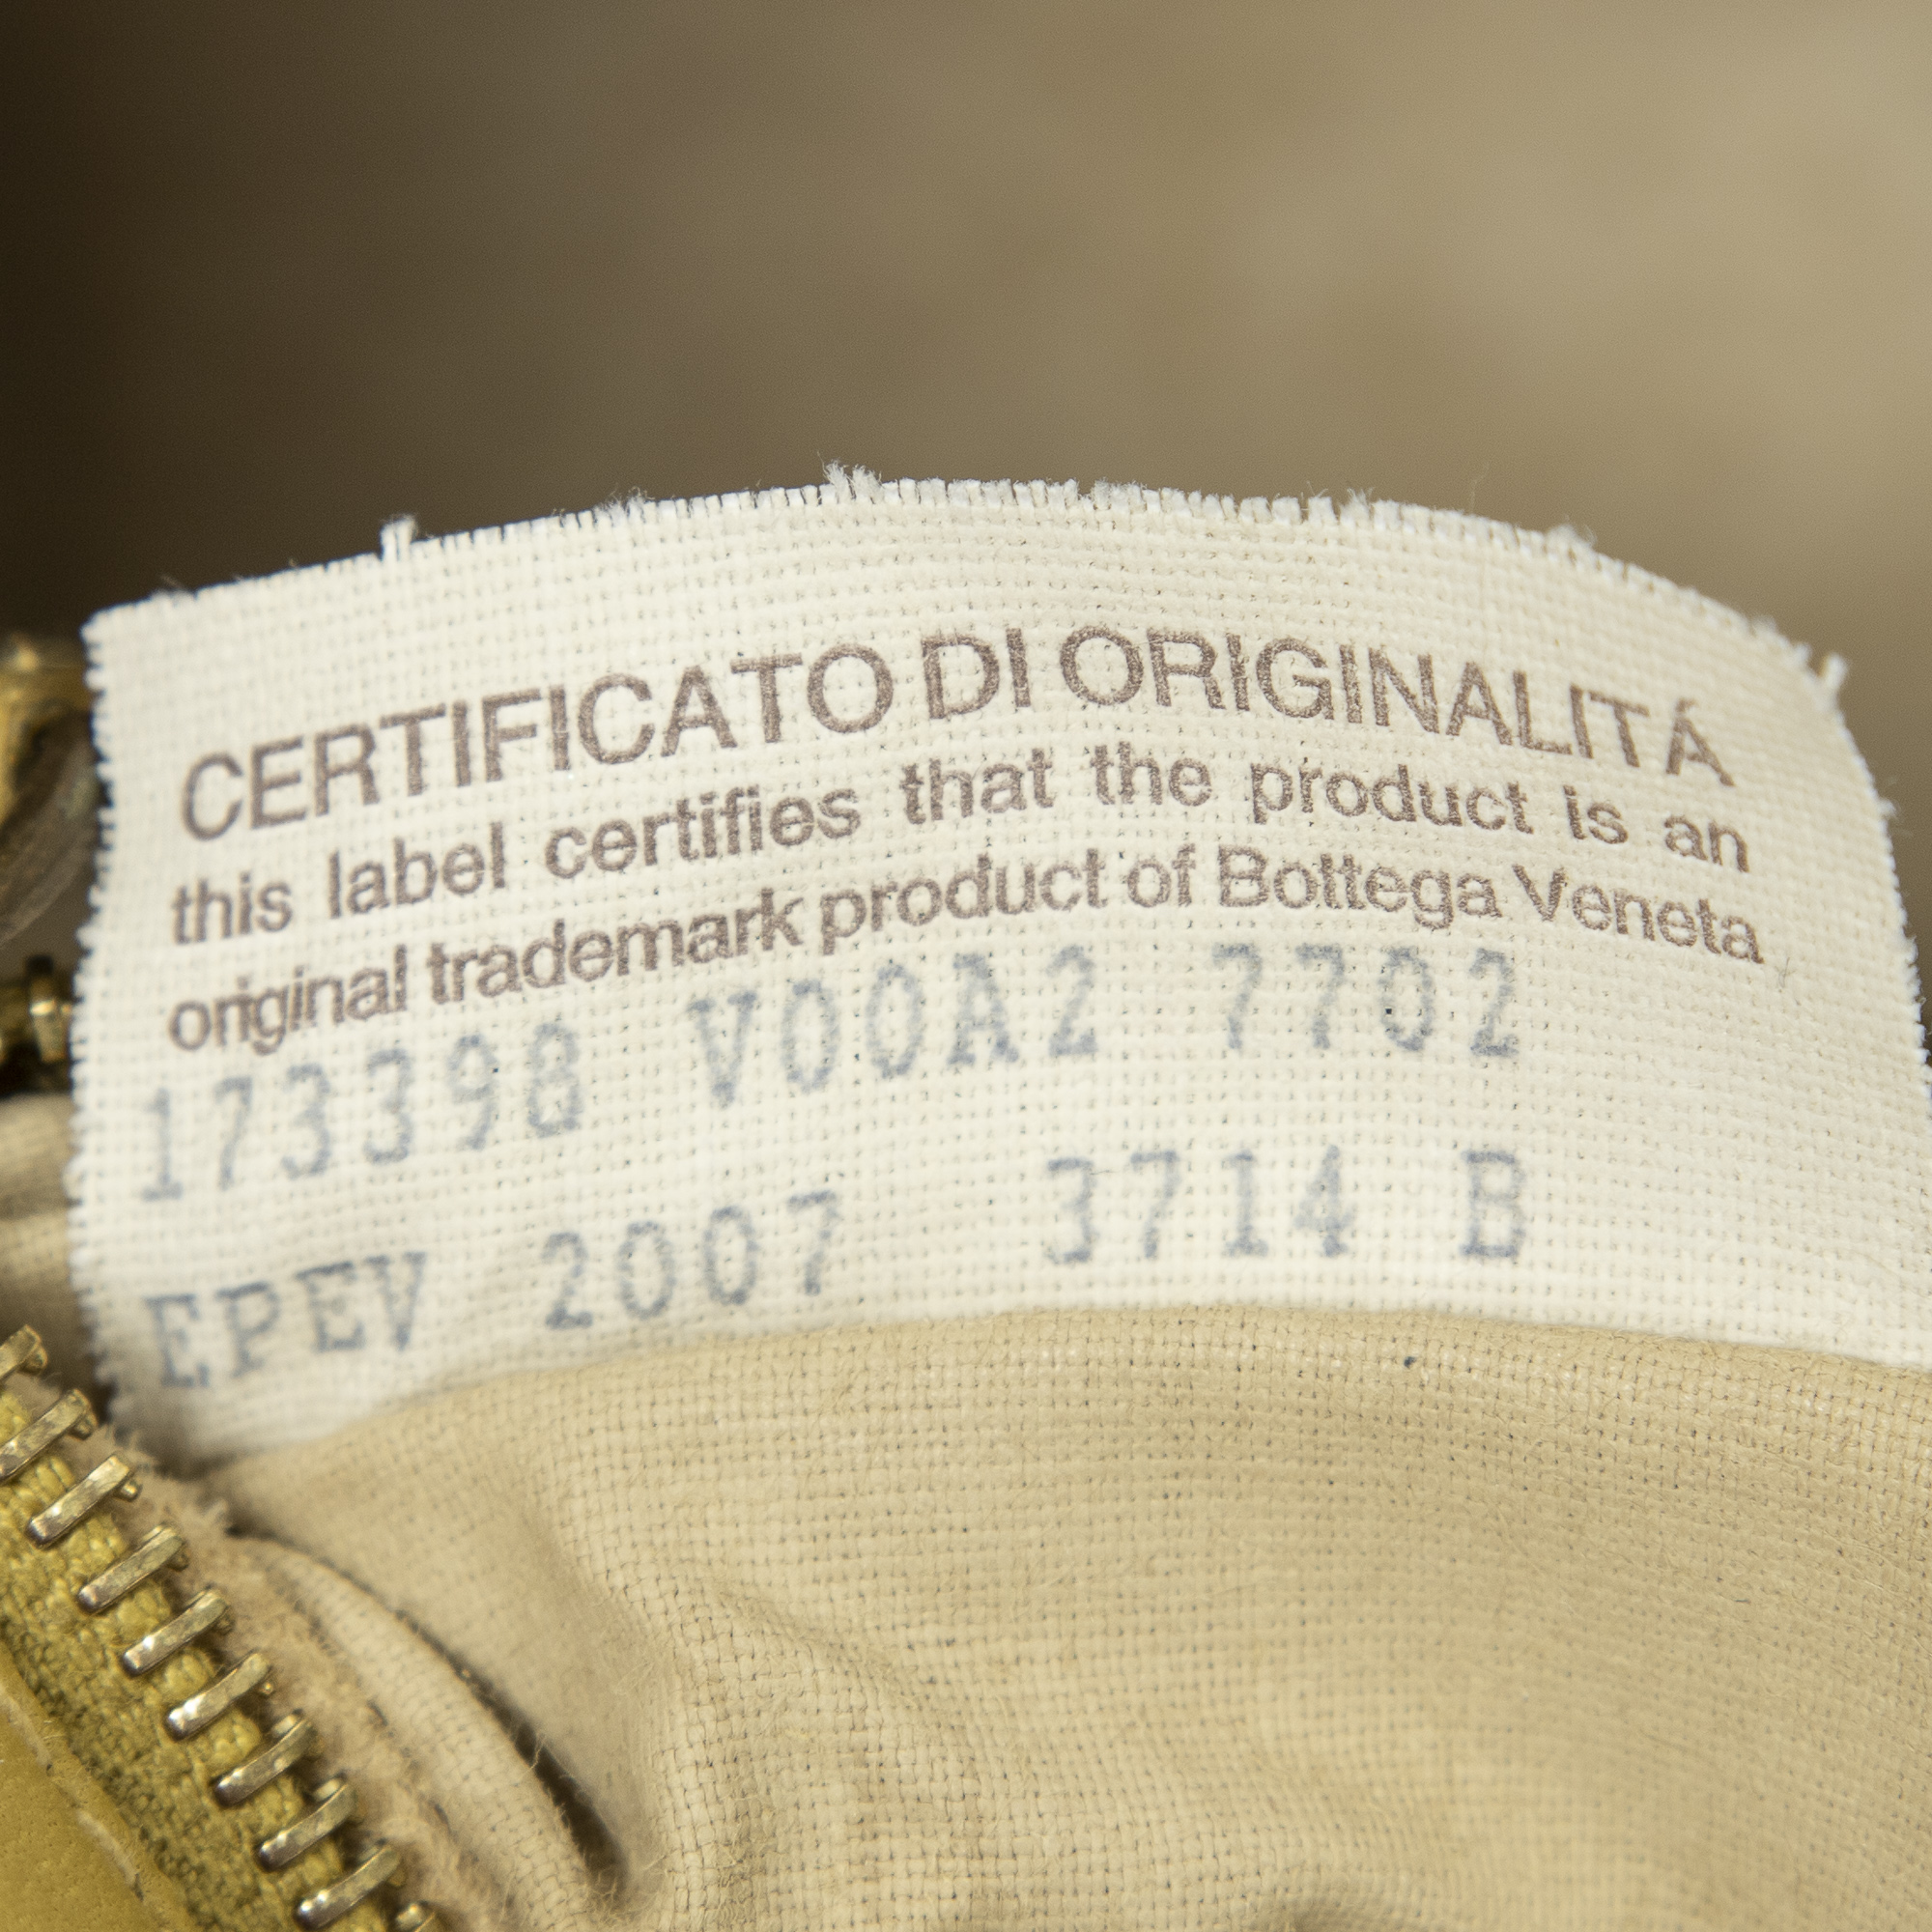 CERTIFICATO DI ORIGINALITÁ
this label certifies that the product is an
original trademark product of Bottega Veneta
173398 V00A2 7702
EPEV 2007 3714 B